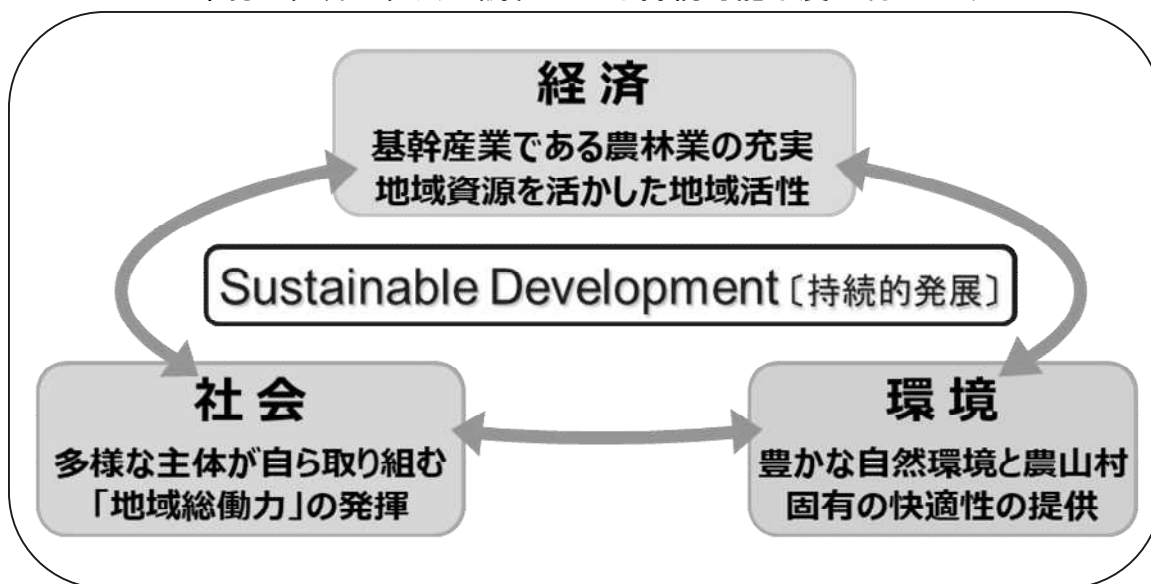 経済
基幹産業である農林業の充実
地域資源を活かした地域活性
Sustainable Development〔持続的発展〕
社会
多様な主体が自ら取り組む
「地域総働力」の発揮
環境
豊かな自然環境と農山村
固有の快適性の提供